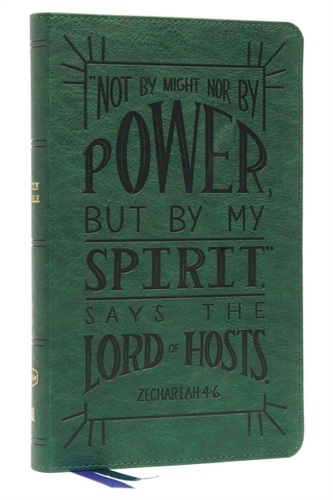 "NOT BY MIGHT NOR BY
POWER,
BUT BY MY
SPIRIT,"
SAYS THE
LORD OF HOSTS.
ZECHARIAH 4:6